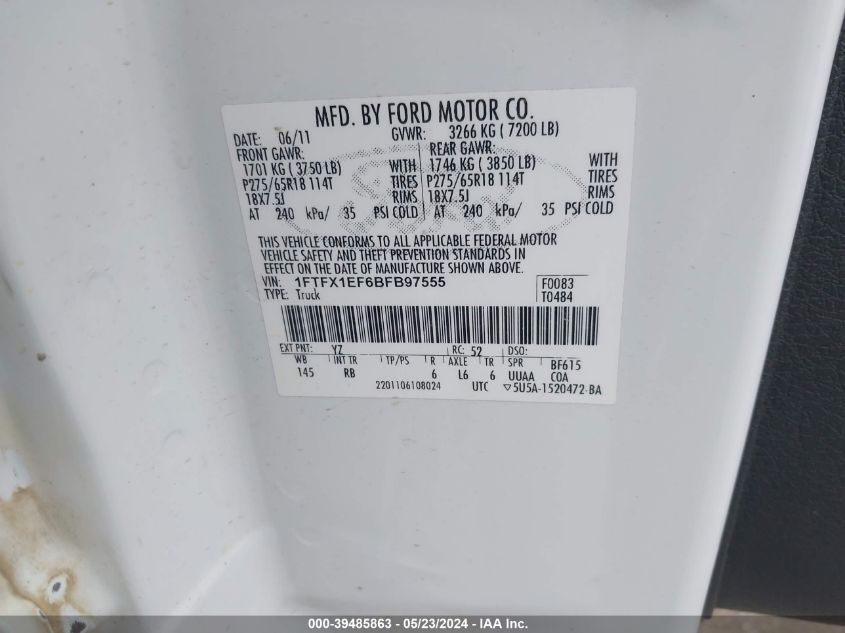 MFD. BY FORD MOTOR CO.
DATE: 06/11 GVWR: 3266 KG ( 7200 LB)
FRONT GAWR: REAR GAWR:
1701 KG ( 3750 LB) WITH 1746 KG ( 3850 LB) WITH
P275/65R18 114T TIRES P275/65R18 114T TIRES
18X7.5J RIMS 18X7.5J RIMS
AT 240 kPa/ 35 PSI COLD AT 240 kPa/ 35 PSI COLD
THIS VEHICLE CONFORMS TO ALL APPLICABLE FEDERAL MOTOR
VEHICLE SAFETY AND THEFT PREVENTION STANDARDS IN
EFFECT ON THE DATE OF MANUFACTURE SHOWN ABOVE.
VIN: 1FTFX1EF6BFB97555 F0083
TYPE: Truck T0484
EXT PNT: YZ RC: 52 DSO:
WB INT TR TP/PS R AXLE TR SPR BF615
145 RB 6 L6 6 UUAA COA
2201106108024 UTC ▽5U5A-1520472-BA
000-39485863 - 05/23/2024 - IAA Inc.